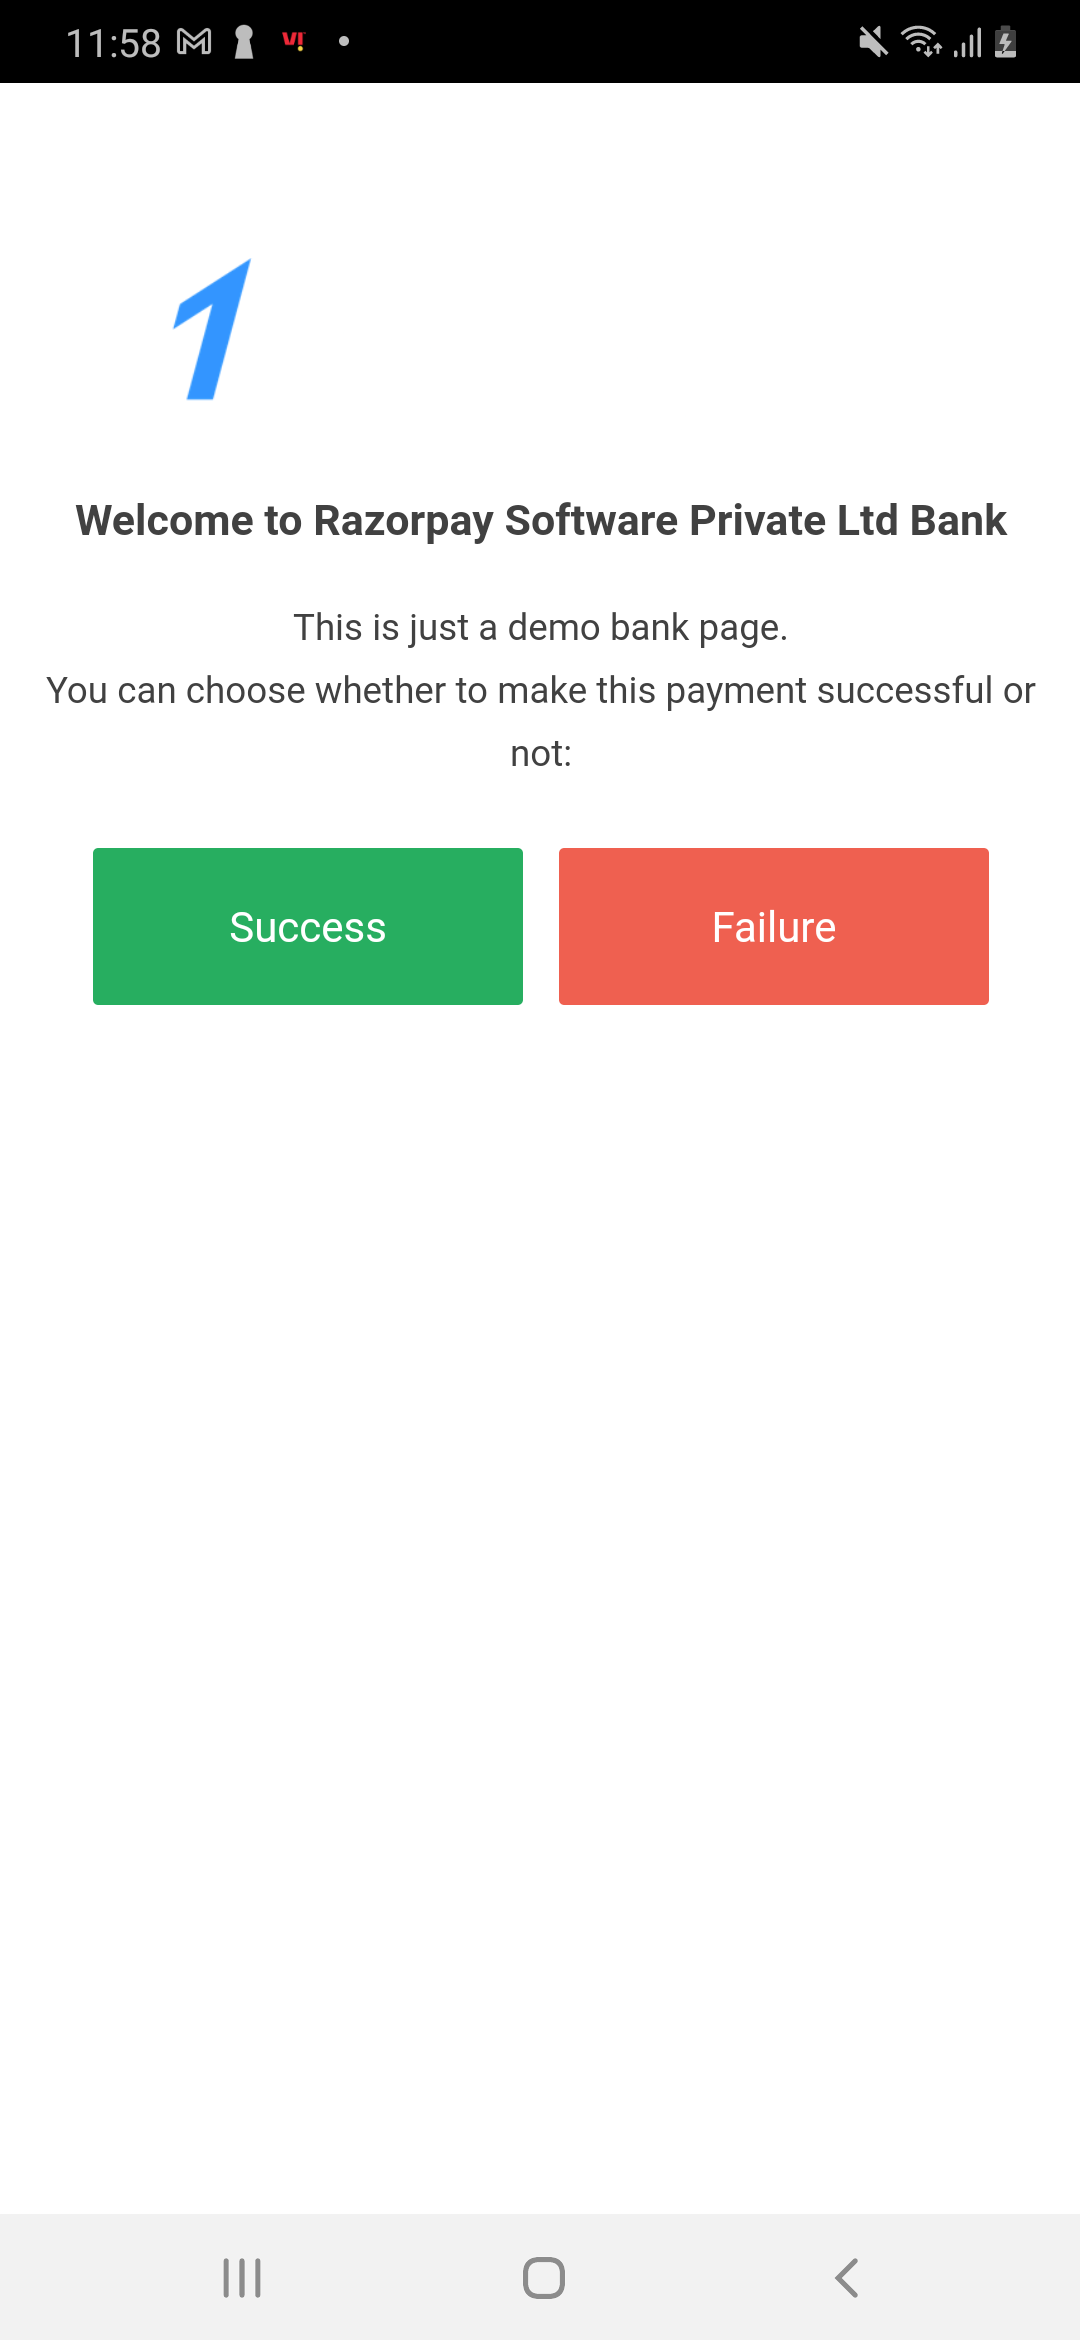 11:58
VI
Welcome to Razorpay Software Private Ltd Bank
This is just a demo bank page.
You can choose whether to make this payment successful or
not:
Success
Failure